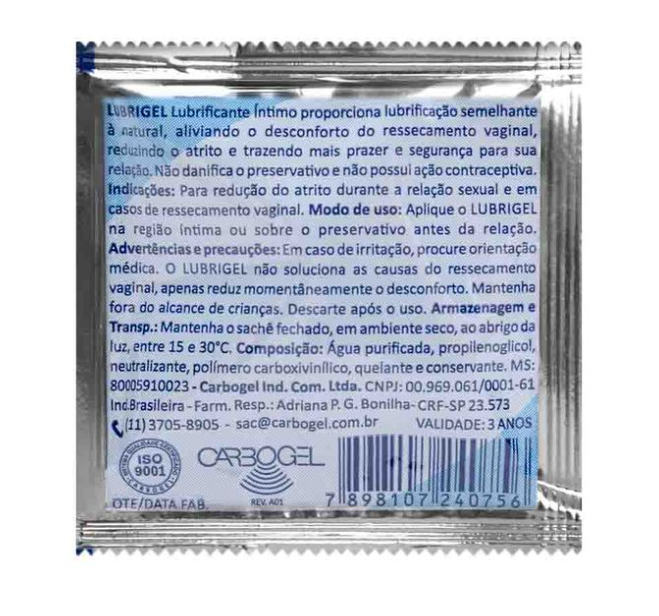 LUBRIGEL Lubrificante Íntimo proporciona lubrificação semelhante
à natural, aliviando o desconforto do ressecamento vaginal,
reduzindo o atrito e trazendo mais prazer e segurança para sua
relação. Não danifica o preservativo e não possui ação contraceptiva.
Indicações: Para redução do atrito durante a relação sexual e em
casos de ressecamento vaginal. Modo de uso: Aplique o LUBRIGEL
na região íntima ou sobre o preservativo antes da relação.
Advertências e precauções: Em caso de irritação, procure orientação
médica. O LUBRIGEL não soluciona as causas do ressecamento
vaginal, apenas reduz momentâneamente o desconforto. Mantenha
fora do alcance de crianças. Descarte após o uso. Armazenagem e
Transp.: Mantenha o sachê fechado, em ambiente seco, ao abrigo da
luz, entre 15 e 30°C. Composição: Água purificada, propilenoglicol,
neutralizante, polímero carboxivinílico, quelante e conservante. MS:
80005910023 - Carbogel Ind. Com. Ltda. CNPJ: 00.969.061/0001-61
Ind.Brasileira - Farm. Resp.: Adriana P. G. Bonilha- CRF-SP 23.573
(11) 3705-8905 - sac@carbogel.com.br VALIDADE: 3 ANOS
ISO
9001
CARBOGEL
CARBOGEL
REV. A01
7 898107 240756
OTE/DATA FAB.